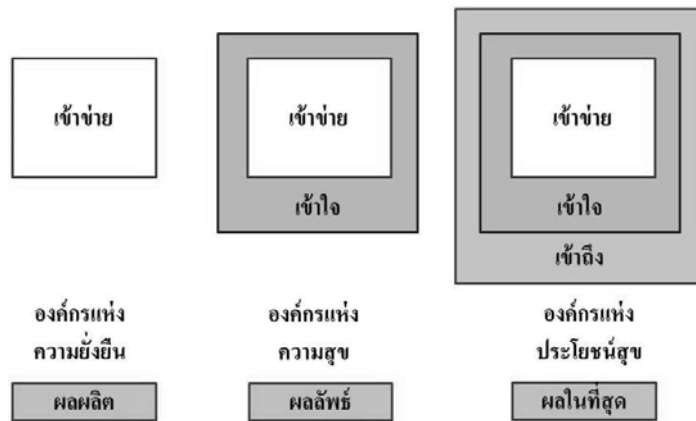 เข้าข่าย
เข้าข่าย
เข้าใจ
เข้าข่าย
เข้าใจ
เข้าถึง
องค์กรแห่ง
ความยั่งยืน
ผลผลิต
องค์กรแห่ง
ความสุข
ผลลัพธ์
องค์กรแห่ง
ประโยชน์สุข
ผลในที่สุด